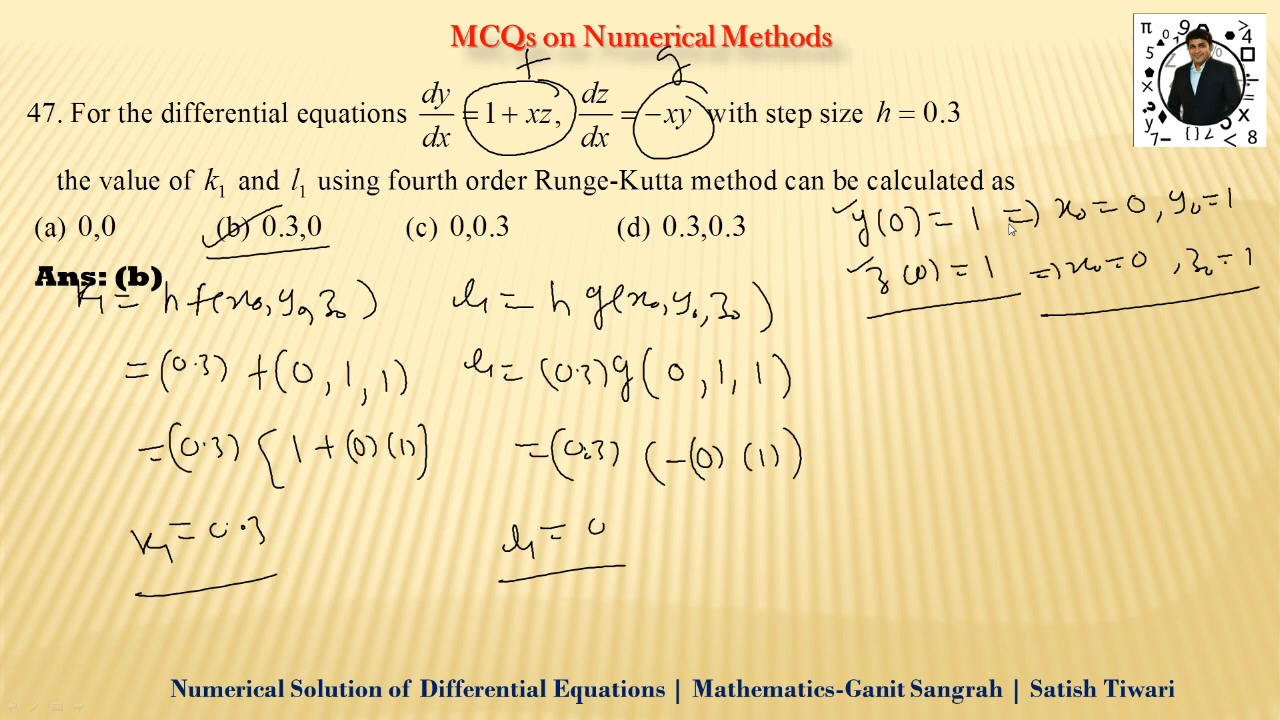 MCQs on Numerical Methods
f g
47. For the differential equations dy/dx = 1 + xz, dz/dx = −xy with step size h = 0.3
the value of k₁ and l₁ using fourth order Runge-Kutta method can be calculated as
(a) 0,0 (b) 0.3,0 (c) 0,0.3 (d) 0.3,0.3
y(0) = 1 ⇒ x₀ = 0, y₀ = 1
z(0) = 1 ⇒ x₀ = 0, z₀ = 1
Ans: (b)
k₁ = h f(x₀, y₀, z₀) l₁ = h g(x₀, y₀, z₀)
= (0.3) f(0, 1, 1) l₁ = (0.3) g(0, 1, 1)
= (0.3) [1 + (0)(1)] = (0.3) (−(0)(1))
k₁ = 0.3 l₁ = 0
Numerical Solution of Differential Equations | Mathematics-Ganit Sangrah | Satish Tiwari